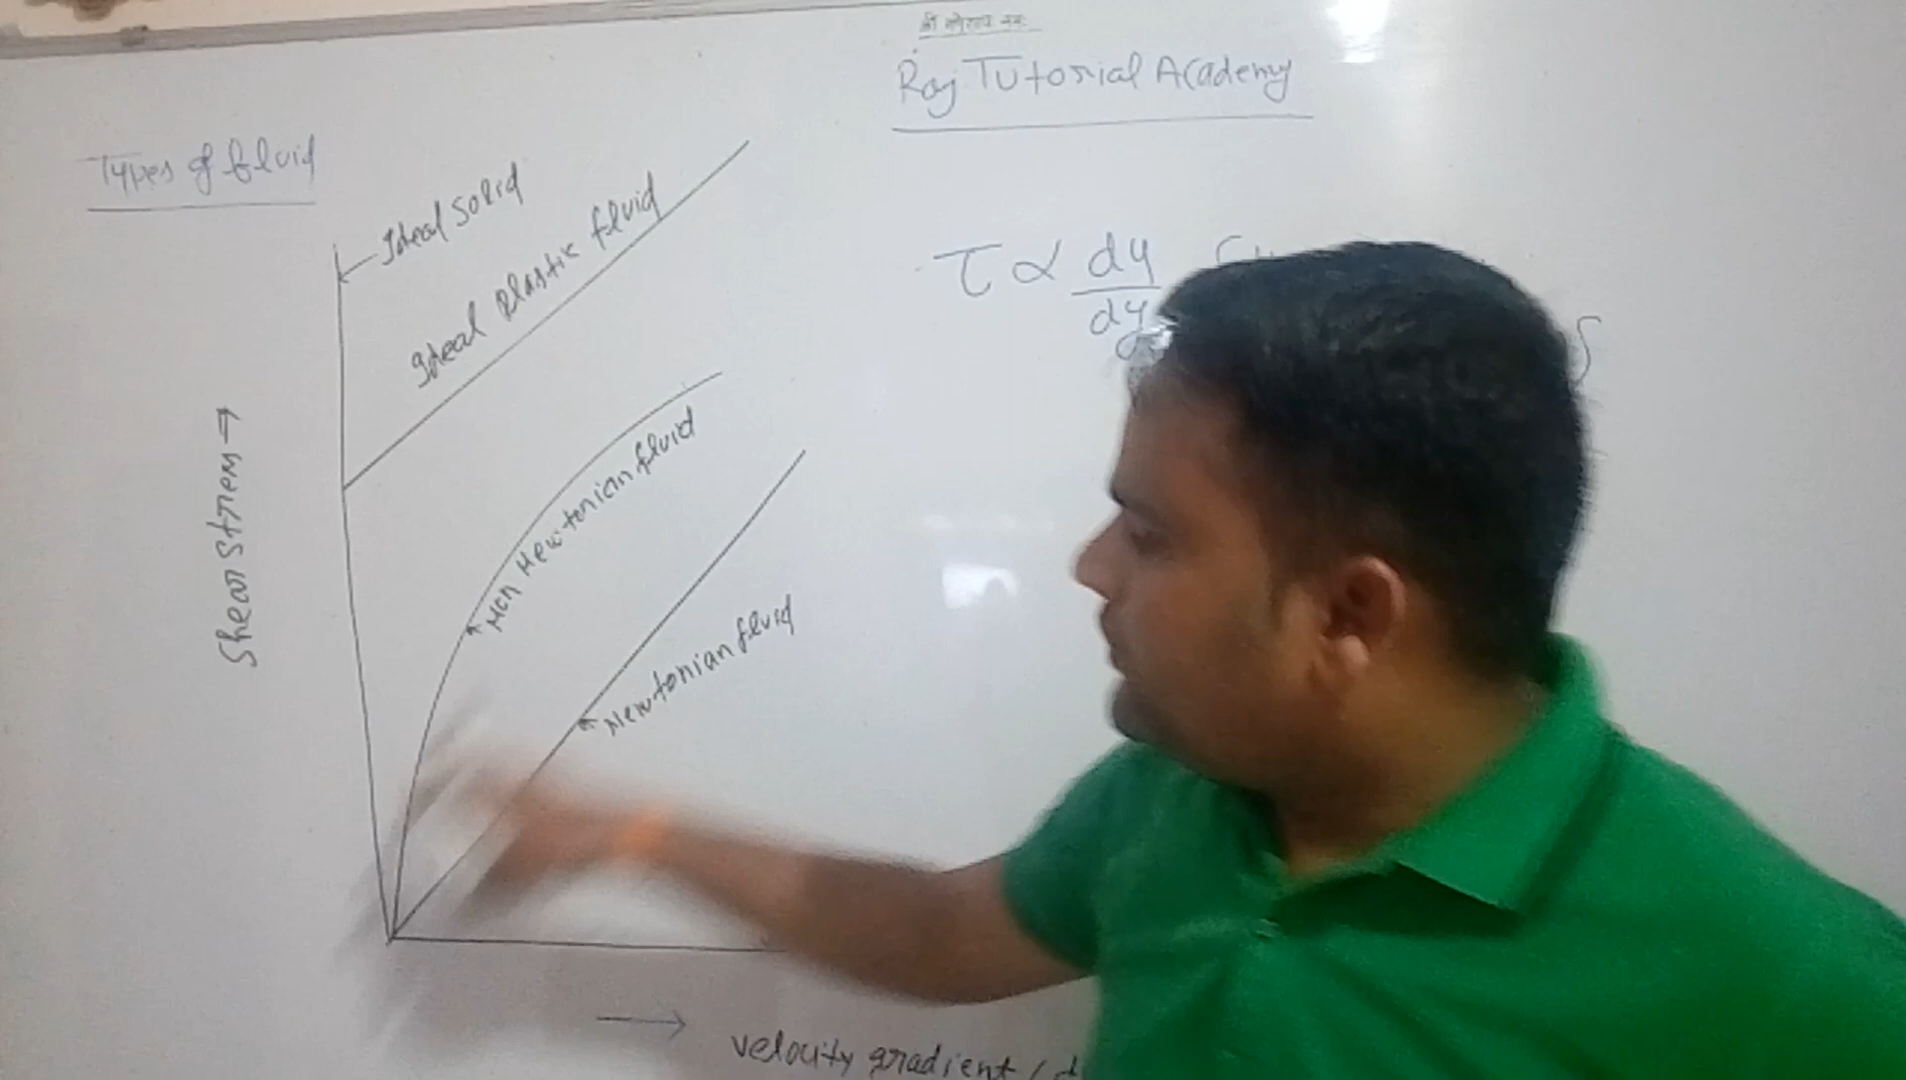 Raj Tutorial Academy
Types of fluid
Ideal solid
Ideal Plastic fluid
τ ∝ du
dy
Non Newtonian fluid
Newtonian fluid
Shear Stress →
→ velocity gradient (d